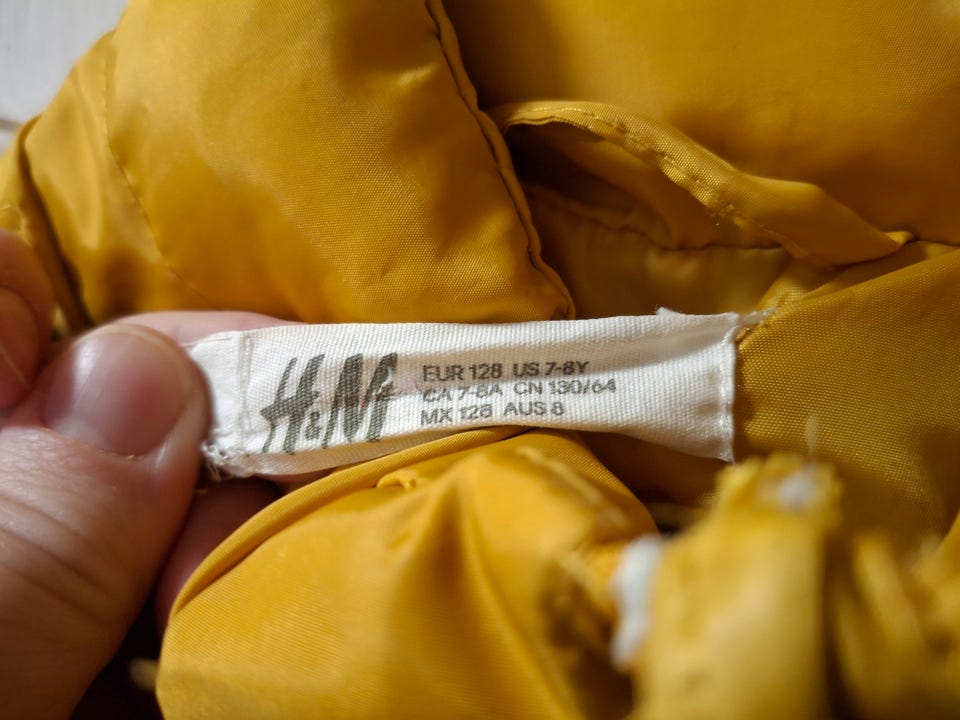 H&M
EUR 128 US 7-8Y
CA 7-8A CN 130/64
MX 128 AUS 8